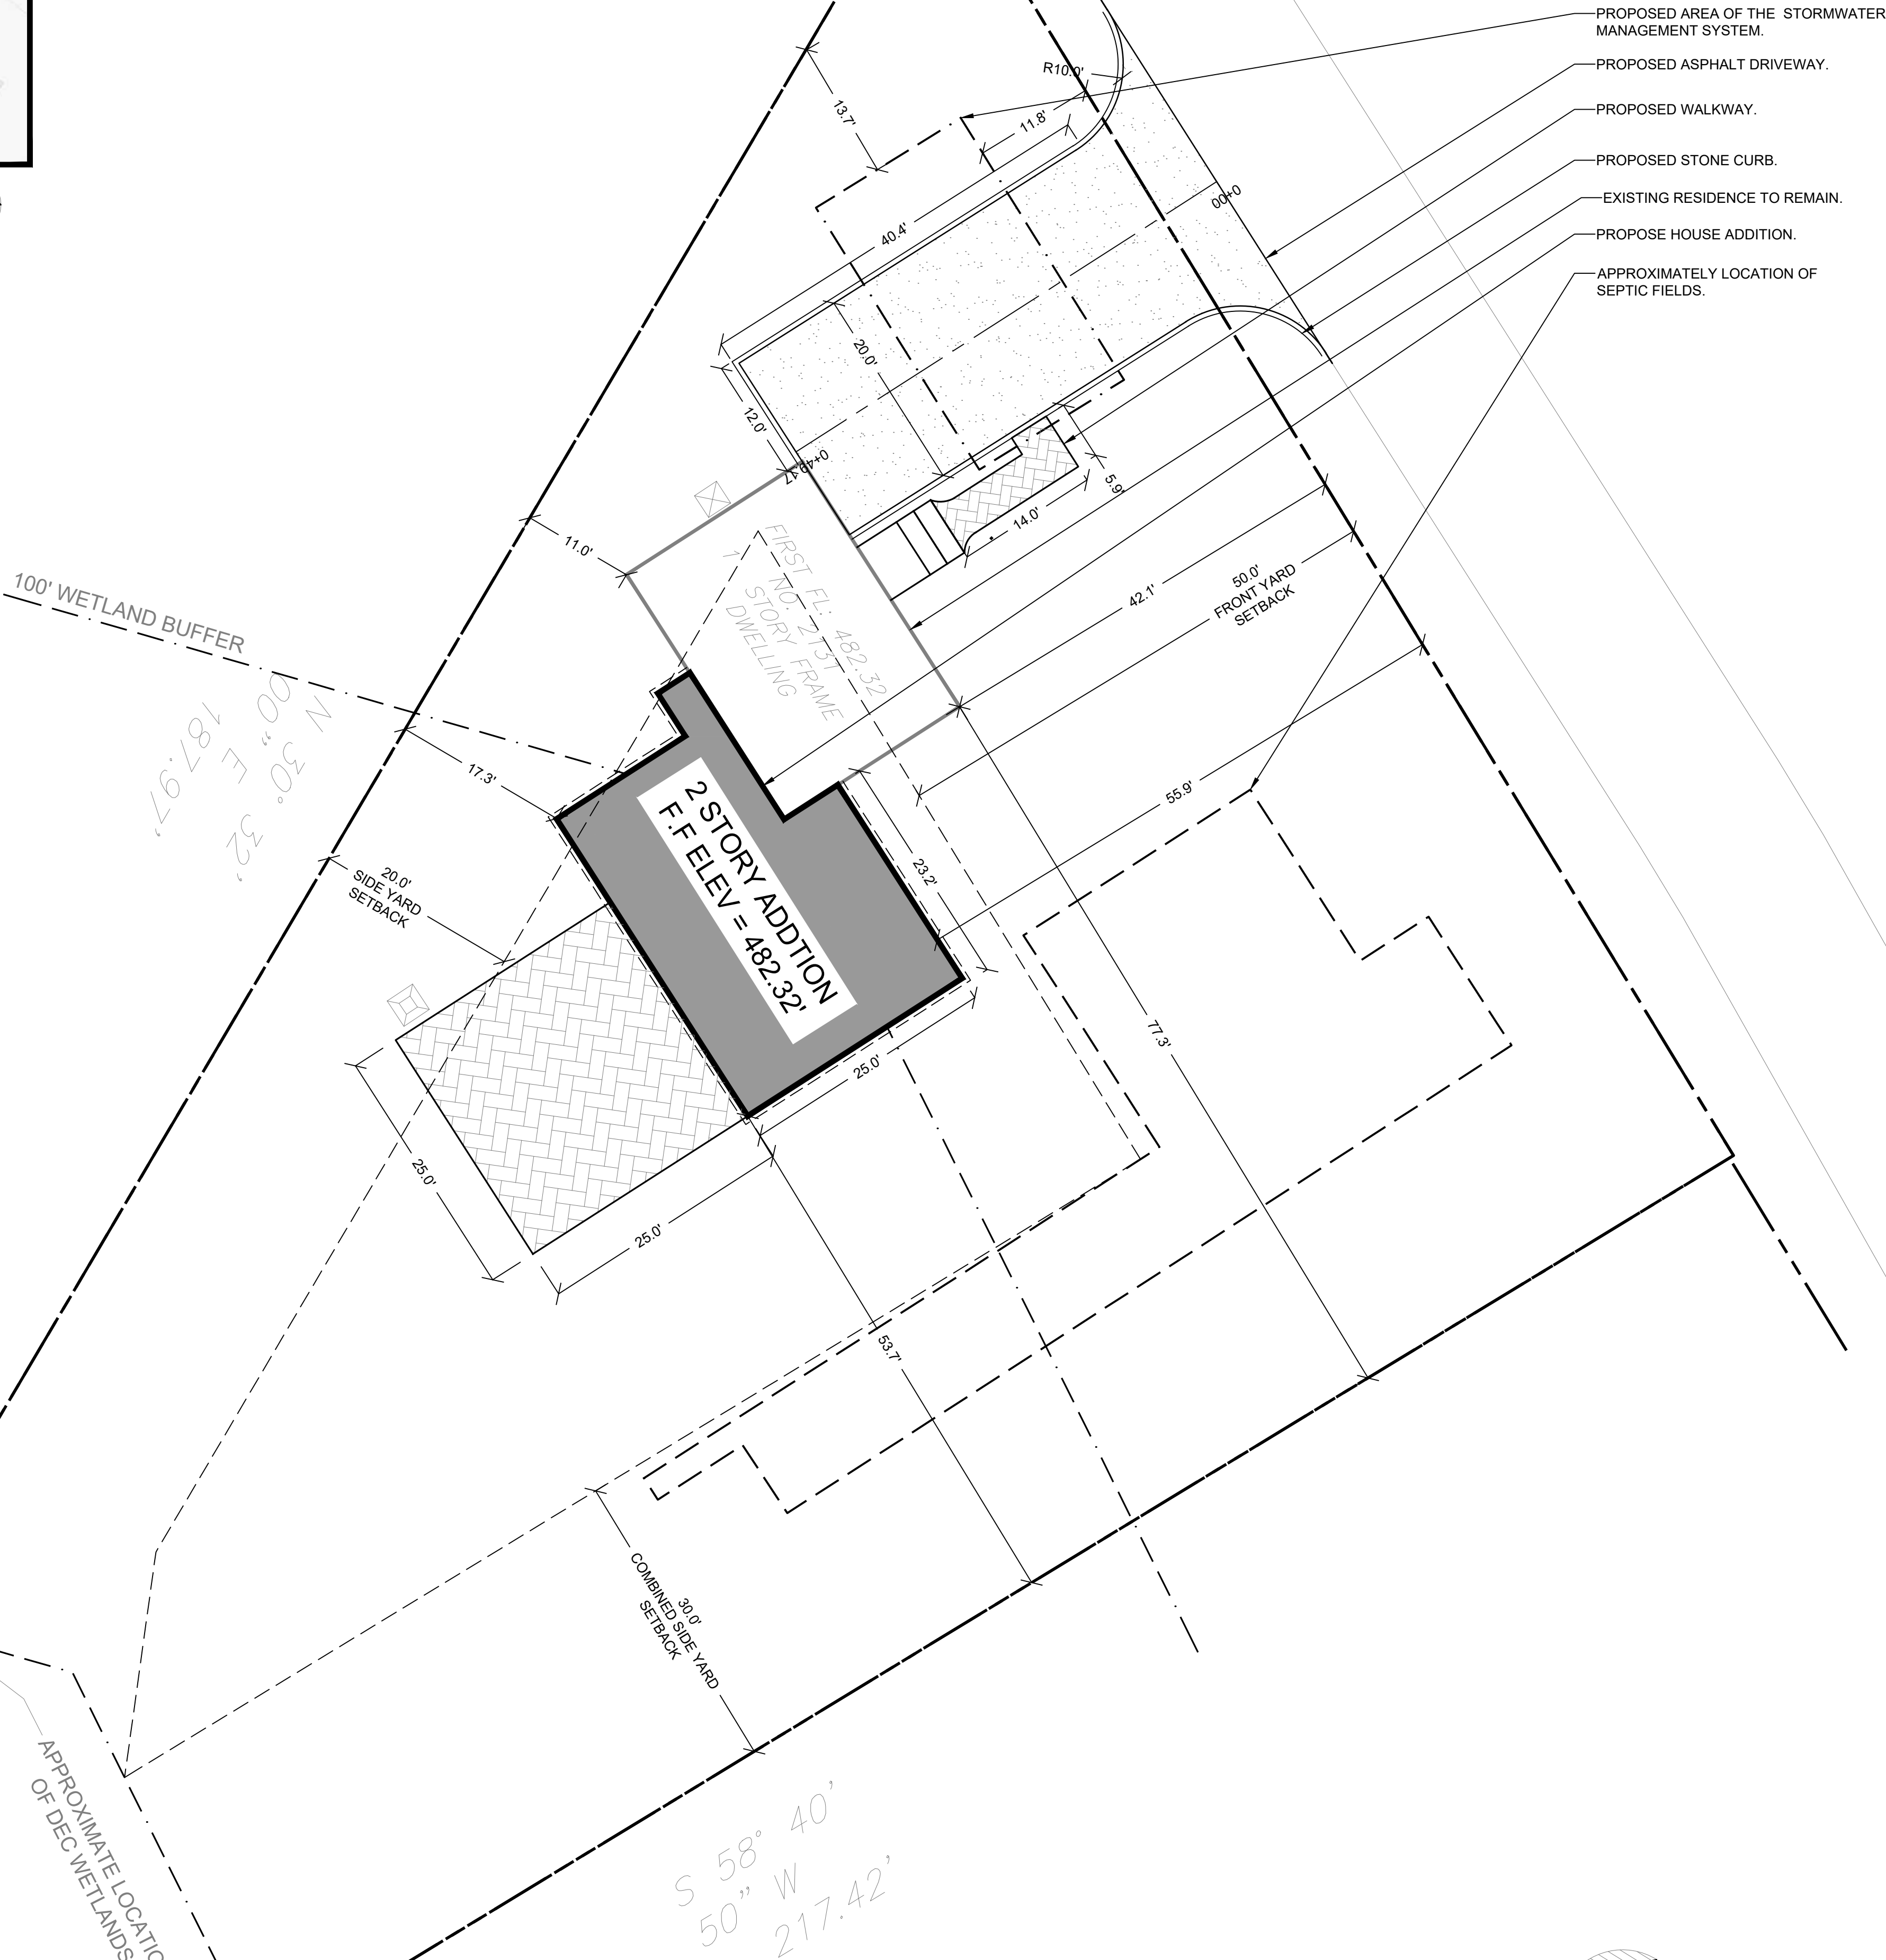 PROPOSED AREA OF THE STORMWATER
MANAGEMENT SYSTEM.
PROPOSED ASPHALT DRIVEWAY.
PROPOSED WALKWAY.
PROPOSED STONE CURB.
EXISTING RESIDENCE TO REMAIN.
PROPOSE HOUSE ADDITION.
APPROXIMATELY LOCATION OF
SEPTIC FIELDS.
R10.0'
13.7'
11.8'
40.4'
0+00
20.0'
12.0'
0+49.47
5.9'
14.0'
11.0'
FIRST FL. 482.32
NO. 2131
1 STORY FRAME
DWELLING
42.1'
50.0'
FRONT YARD
SETBACK
100' WETLAND BUFFER
N 30° 32'
00" E
187.97'
17.3'
55.9'
2 STORY ADDTION
F.F ELEV = 482.32'
23.2'
20.0'
SIDE YARD
SETBACK
77.3'
25.0'
25.0'
25.0'
53.7'
30.0'
COMBINED SIDE YARD
SETBACK
APPROXIMATE LOCATIO
OF DEC WETLANDS
S 58° 40'
50" W
217.42'